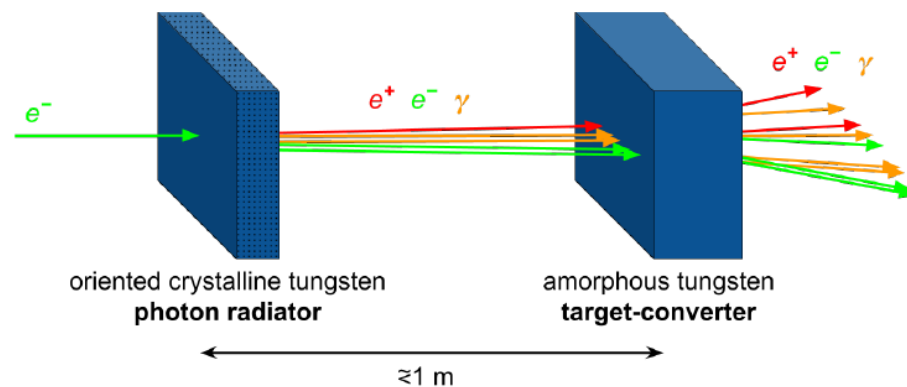 e⁻
e⁺ e⁻ γ
e⁺ e⁻ γ
oriented crystalline tungsten
photon radiator
amorphous tungsten
target-converter
≳1 m